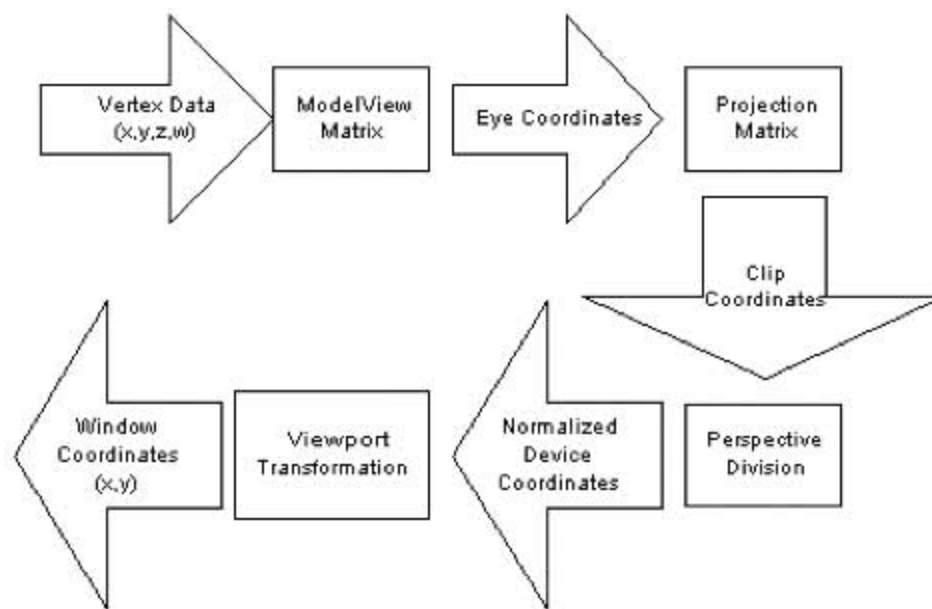 Vertex Data
(x,y,z,w)
ModelView
Matrix
Eye Coordinates
Projection
Matrix
Clip
Coordinates
Perspective
Division
Normalized
Device
Coordinates
Viewport
Transformation
Window
Coordinates
(x,y)